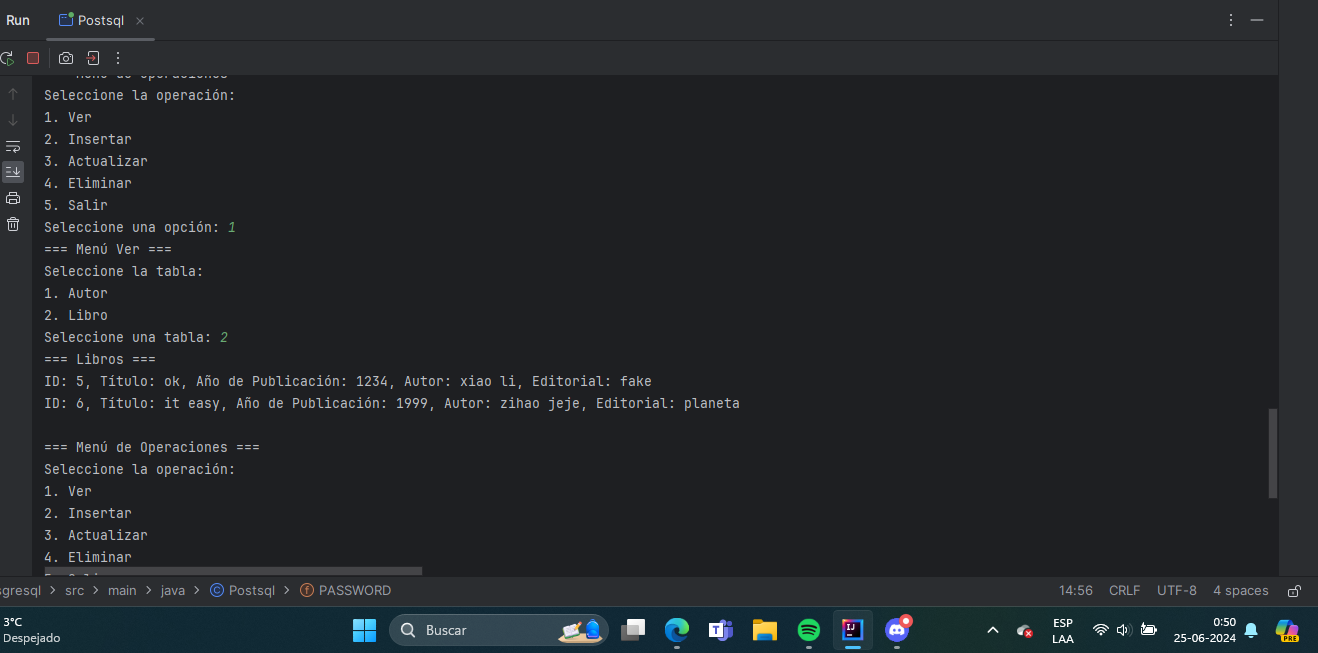 Run Postsql
Menú de Operaciones
Seleccione la operación:
1. Ver
2. Insertar
3. Actualizar
4. Eliminar
5. Salir
Seleccione una opción: 1
=== Menú Ver ===
Seleccione la tabla:
1. Autor
2. Libro
Seleccione una tabla: 2
=== Libros ===
ID: 5, Título: ok, Año de Publicación: 1234, Autor: xiao li, Editorial: fake
ID: 6, Título: it easy, Año de Publicación: 1999, Autor: zihao jeje, Editorial: planeta
=== Menú de Operaciones ===
Seleccione la operación:
1. Ver
2. Insertar
3. Actualizar
4. Eliminar
sgresql > src > main > java > Postsql > PASSWORD 14:56 CRLF UTF-8 4 spaces
3°C
Despejado
Buscar
ESP
LAA
0:50
25-06-2024
PRE